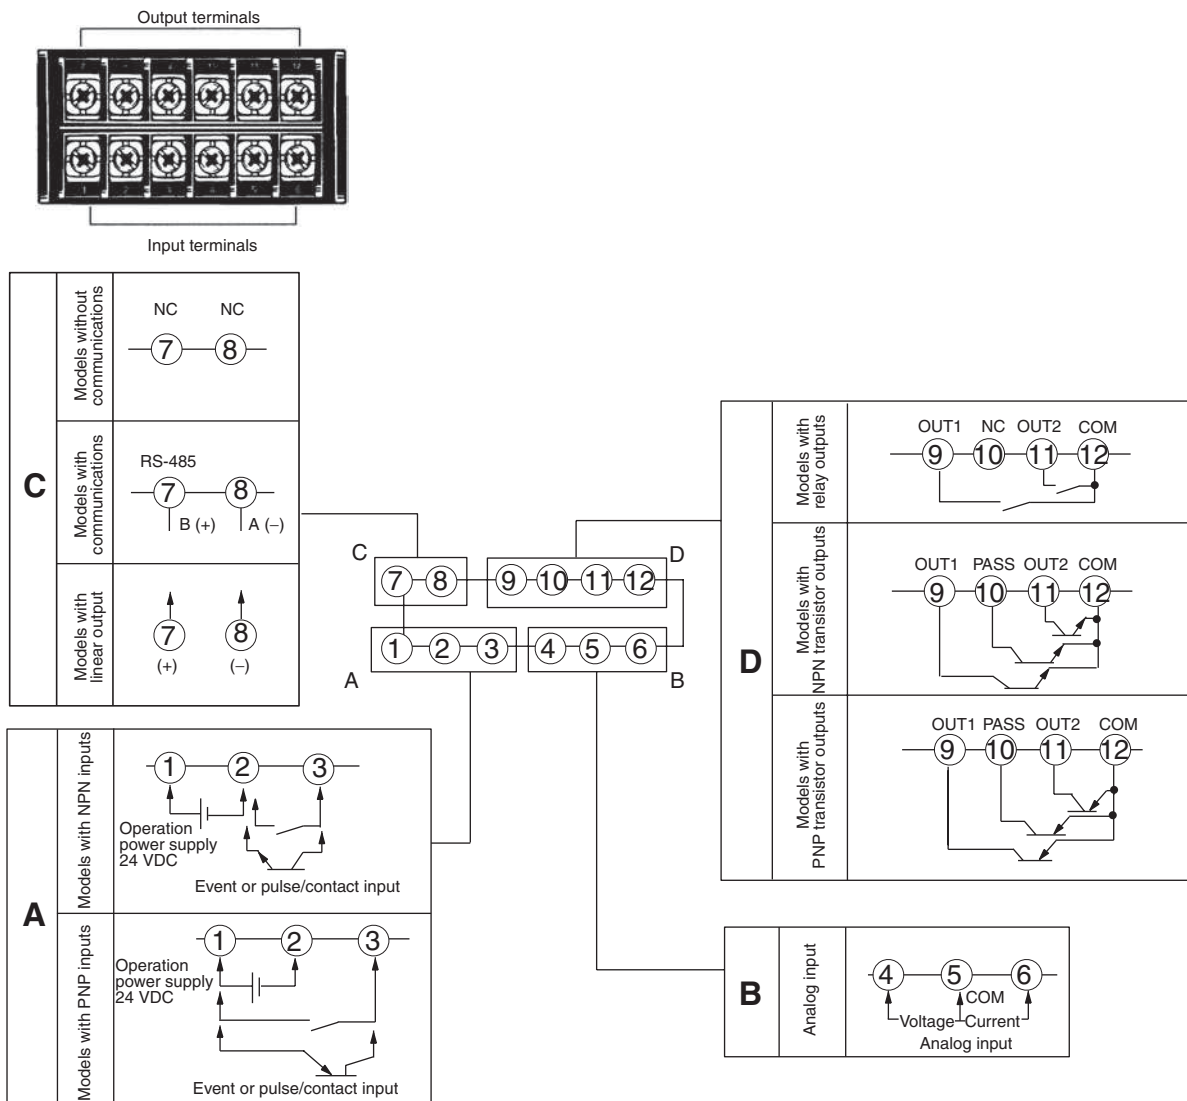 Output terminals
1 2 3 4 5 6
Input terminals
C
Models without communications
NC NC
7 8
Models with communications
RS-485
7 8
B (+) A (–)
Models with linear output
7 8
(+) (–)
C D
7 8 9 10 11 12
1 2 3 4 5 6
A B
D
Models with relay outputs
OUT1 NC OUT2 COM
9 10 11 12
Models with NPN transistor outputs
OUT1 PASS OUT2 COM
9 10 11 12
Models with PNP transistor outputs
OUT1 PASS OUT2 COM
9 10 11 12
A
Models with NPN inputs
1 2 3
Operation
power supply
24 VDC
Event or pulse/contact input
Models with PNP inputs
1 2 3
Operation
power supply
24 VDC
Event or pulse/contact input
B
Analog input
4 5 6
COM
Voltage Current
Analog input